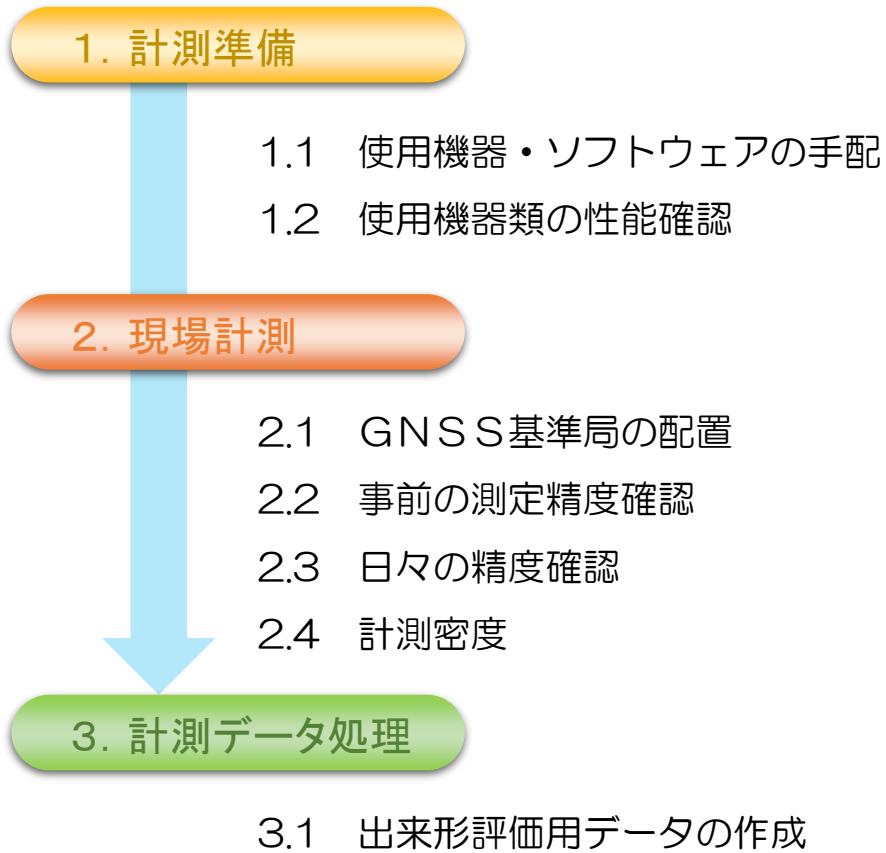 １．計測準備
1.1　使用機器・ソフトウェアの手配
1.2　使用機器類の性能確認
２．現場計測
2.1　ＧＮＳＳ基準局の配置
2.2　事前の測定精度確認
2.3　日々の精度確認
2.4　計測密度
３．計測データ処理
3.1　出来形評価用データの作成